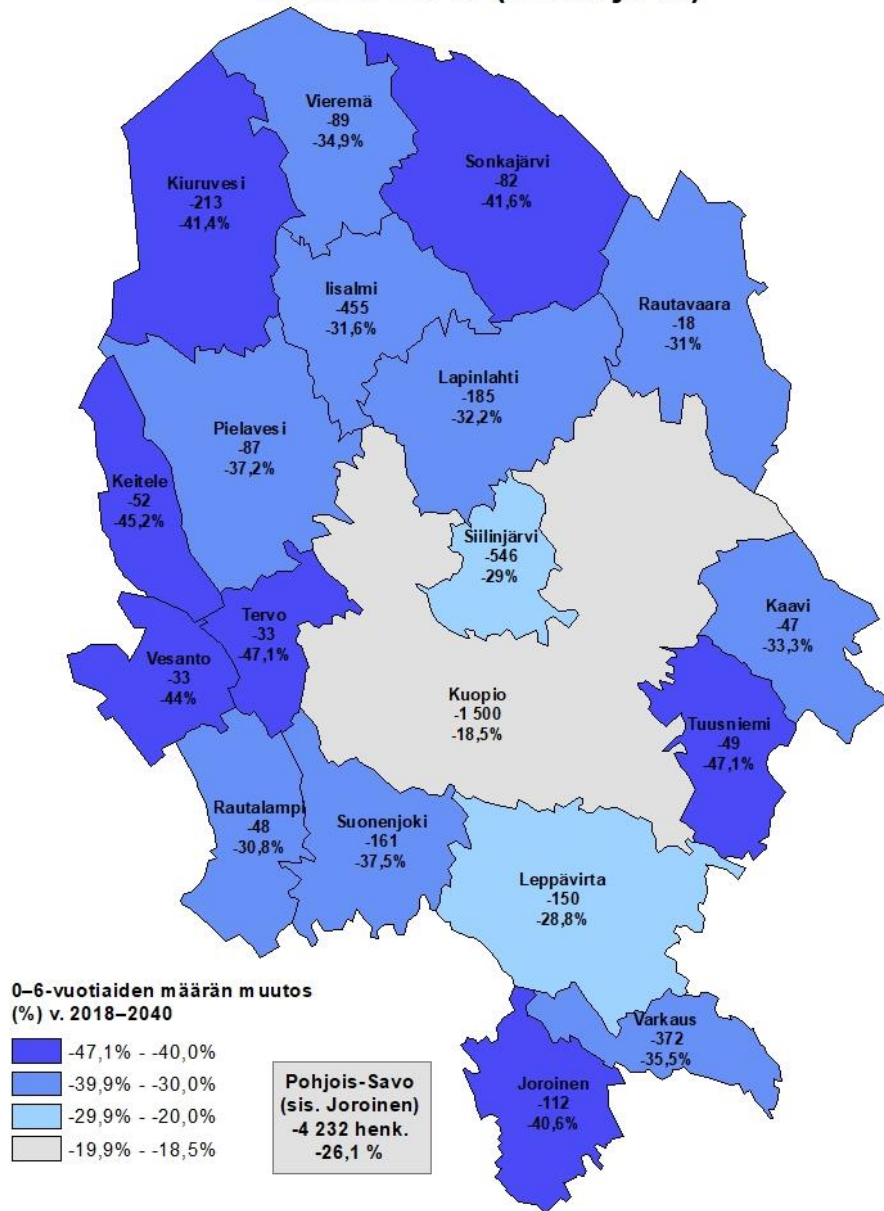 Vieremä
-89
-34,9%
Sonkajärvi
-82
-41,6%
Kiuruvesi
-213
-41,4%
Iisalmi
-455
-31,6%
Rautavaara
-18
-31%
Lapinlahti
-185
-32,2%
Pielavesi
-87
-37,2%
Keitele
-52
-45,2%
Siilinjärvi
-546
-29%
Kaavi
-47
-33,3%
Tervo
-33
-47,1%
Vesanto
-33
-44%
Kuopio
-1 500
-18,5%
Tuusniemi
-49
-47,1%
Rautalampi
-48
-30,8%
Suonenjoki
-161
-37,5%
Leppävirta
-150
-28,8%
Varkaus
-372
-35,5%
Joroinen
-112
-40,6%
0–6-vuotiaiden määrän muutos
(%) v. 2018–2040
-47,1% - -40,0%
-39,9% - -30,0%
-29,9% - -20,0%
-19,9% - -18,5%
Pohjois-Savo
(sis. Joroinen)
-4 232 henk.
-26,1 %